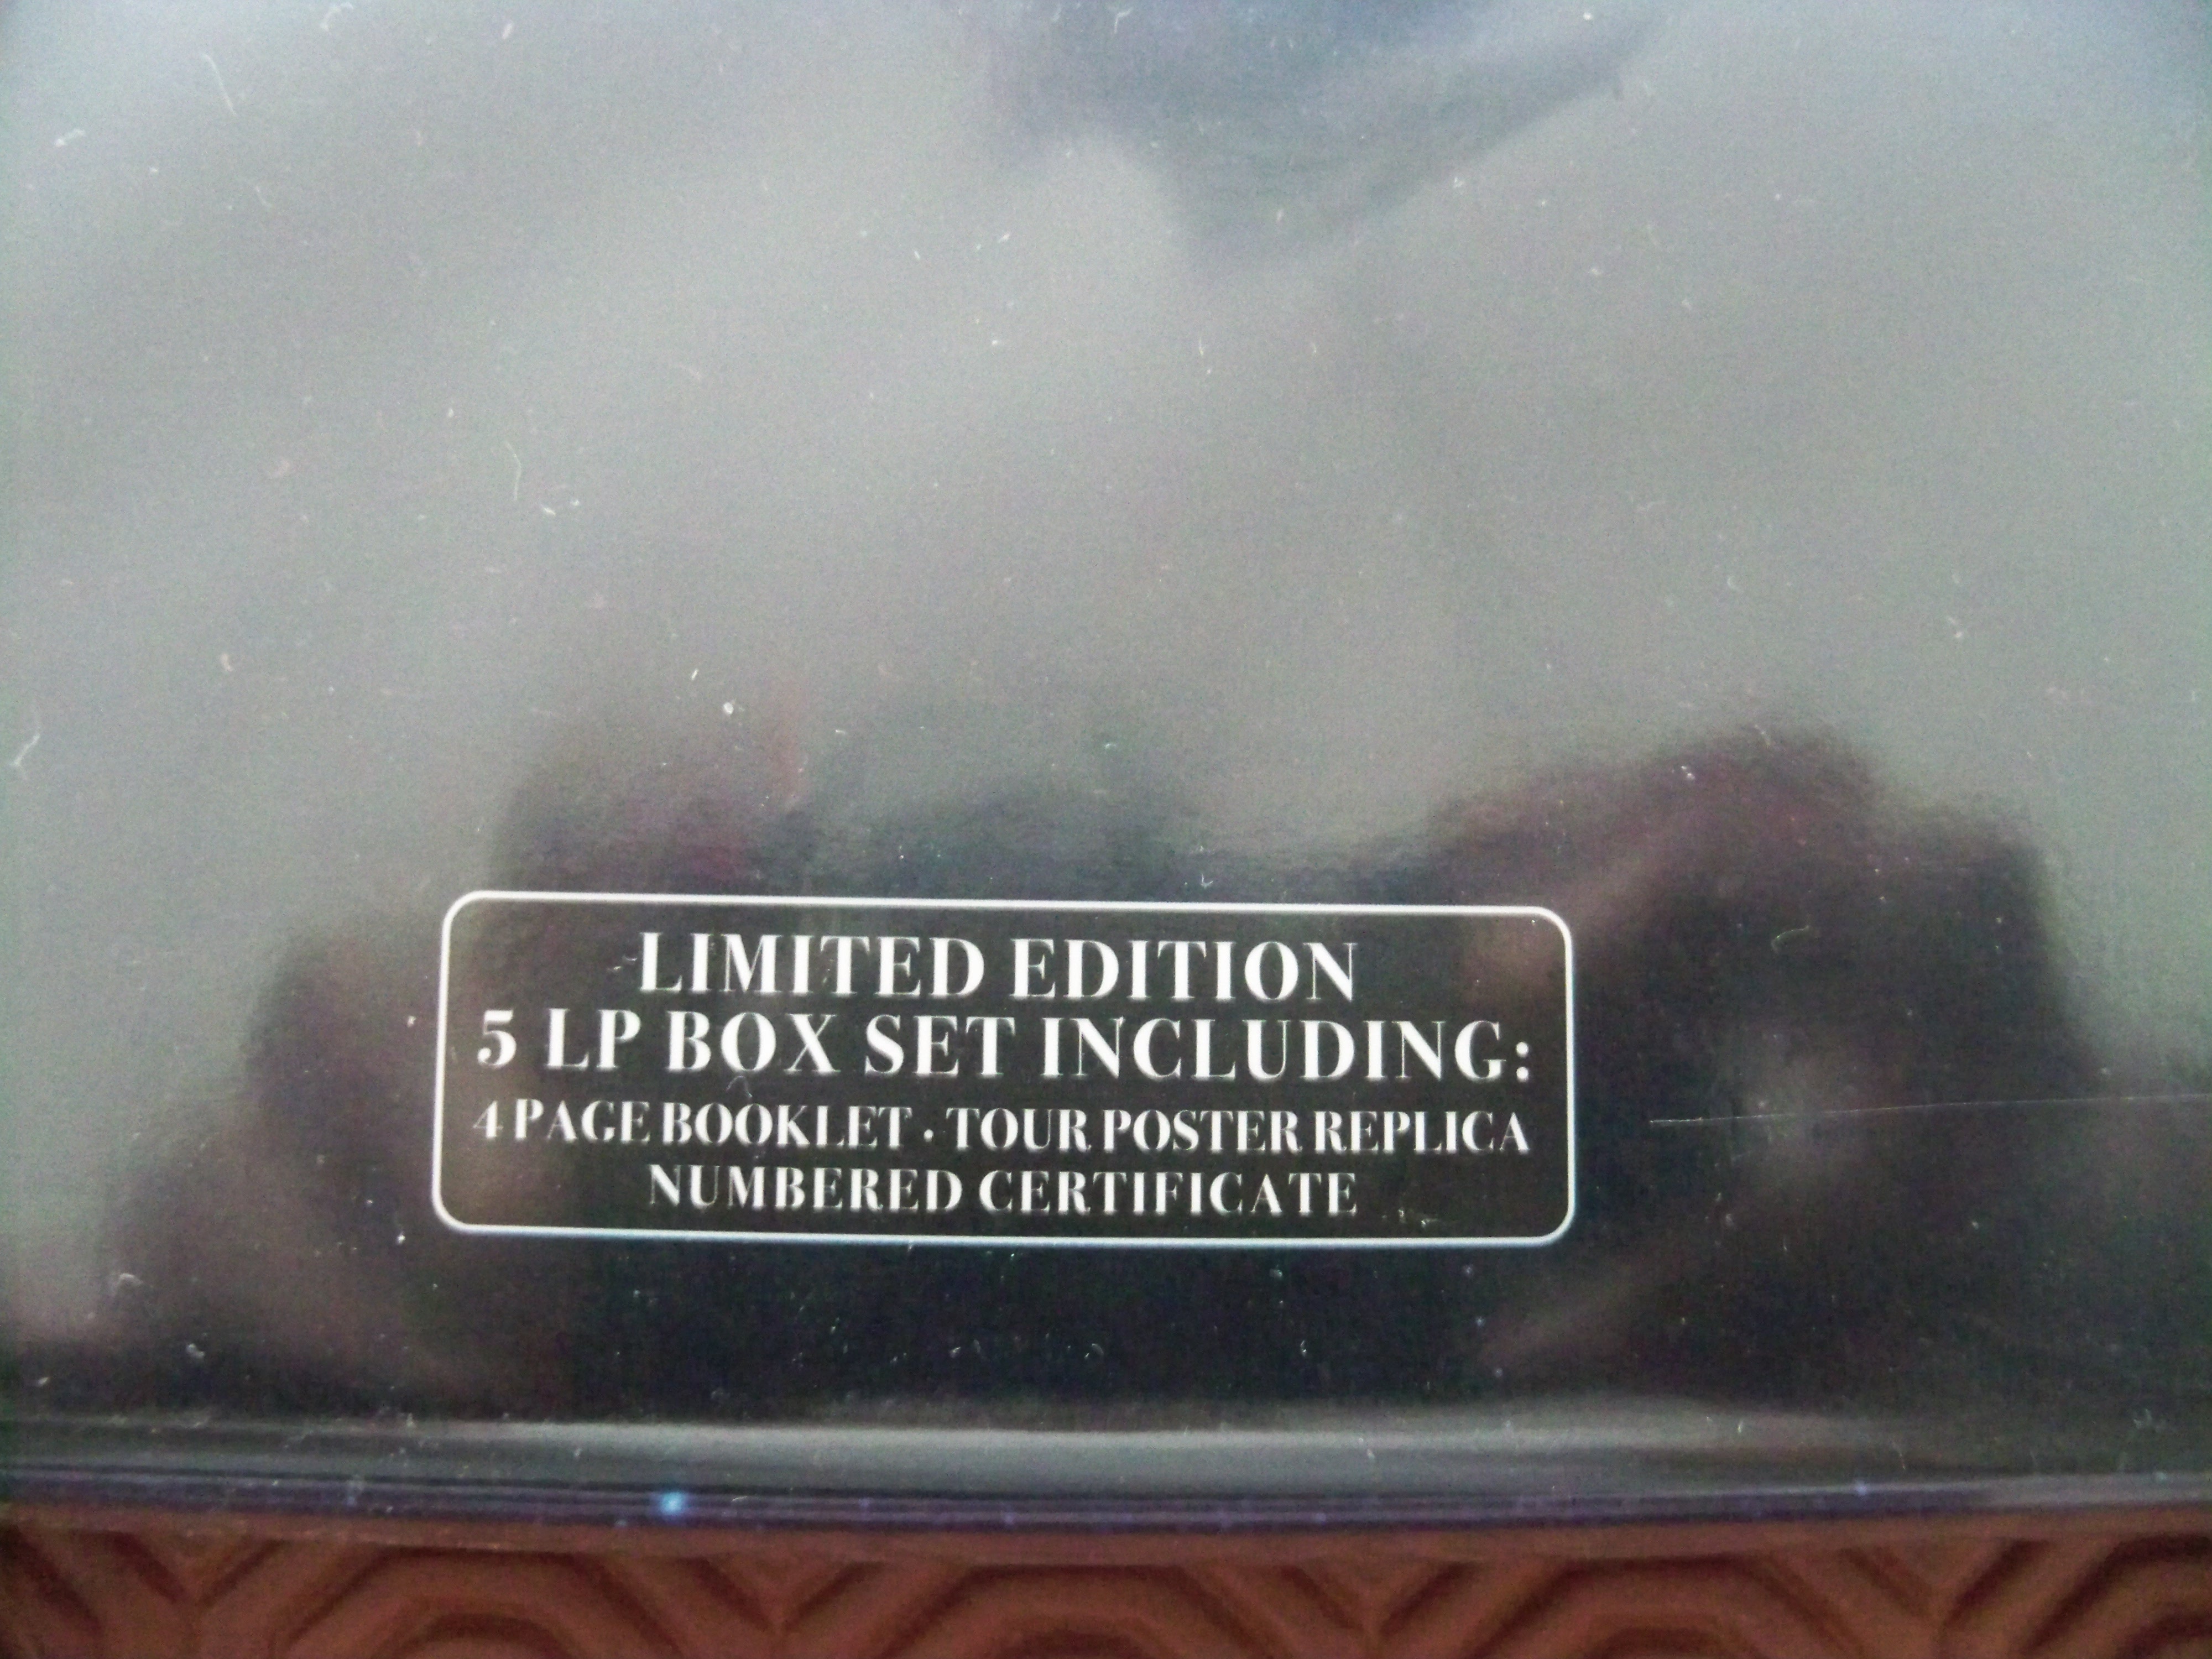 LIMITED EDITION
5 LP BOX SET INCLUDING:
4 PAGE BOOKLET · TOUR POSTER REPLICA
NUMBERED CERTIFICATE